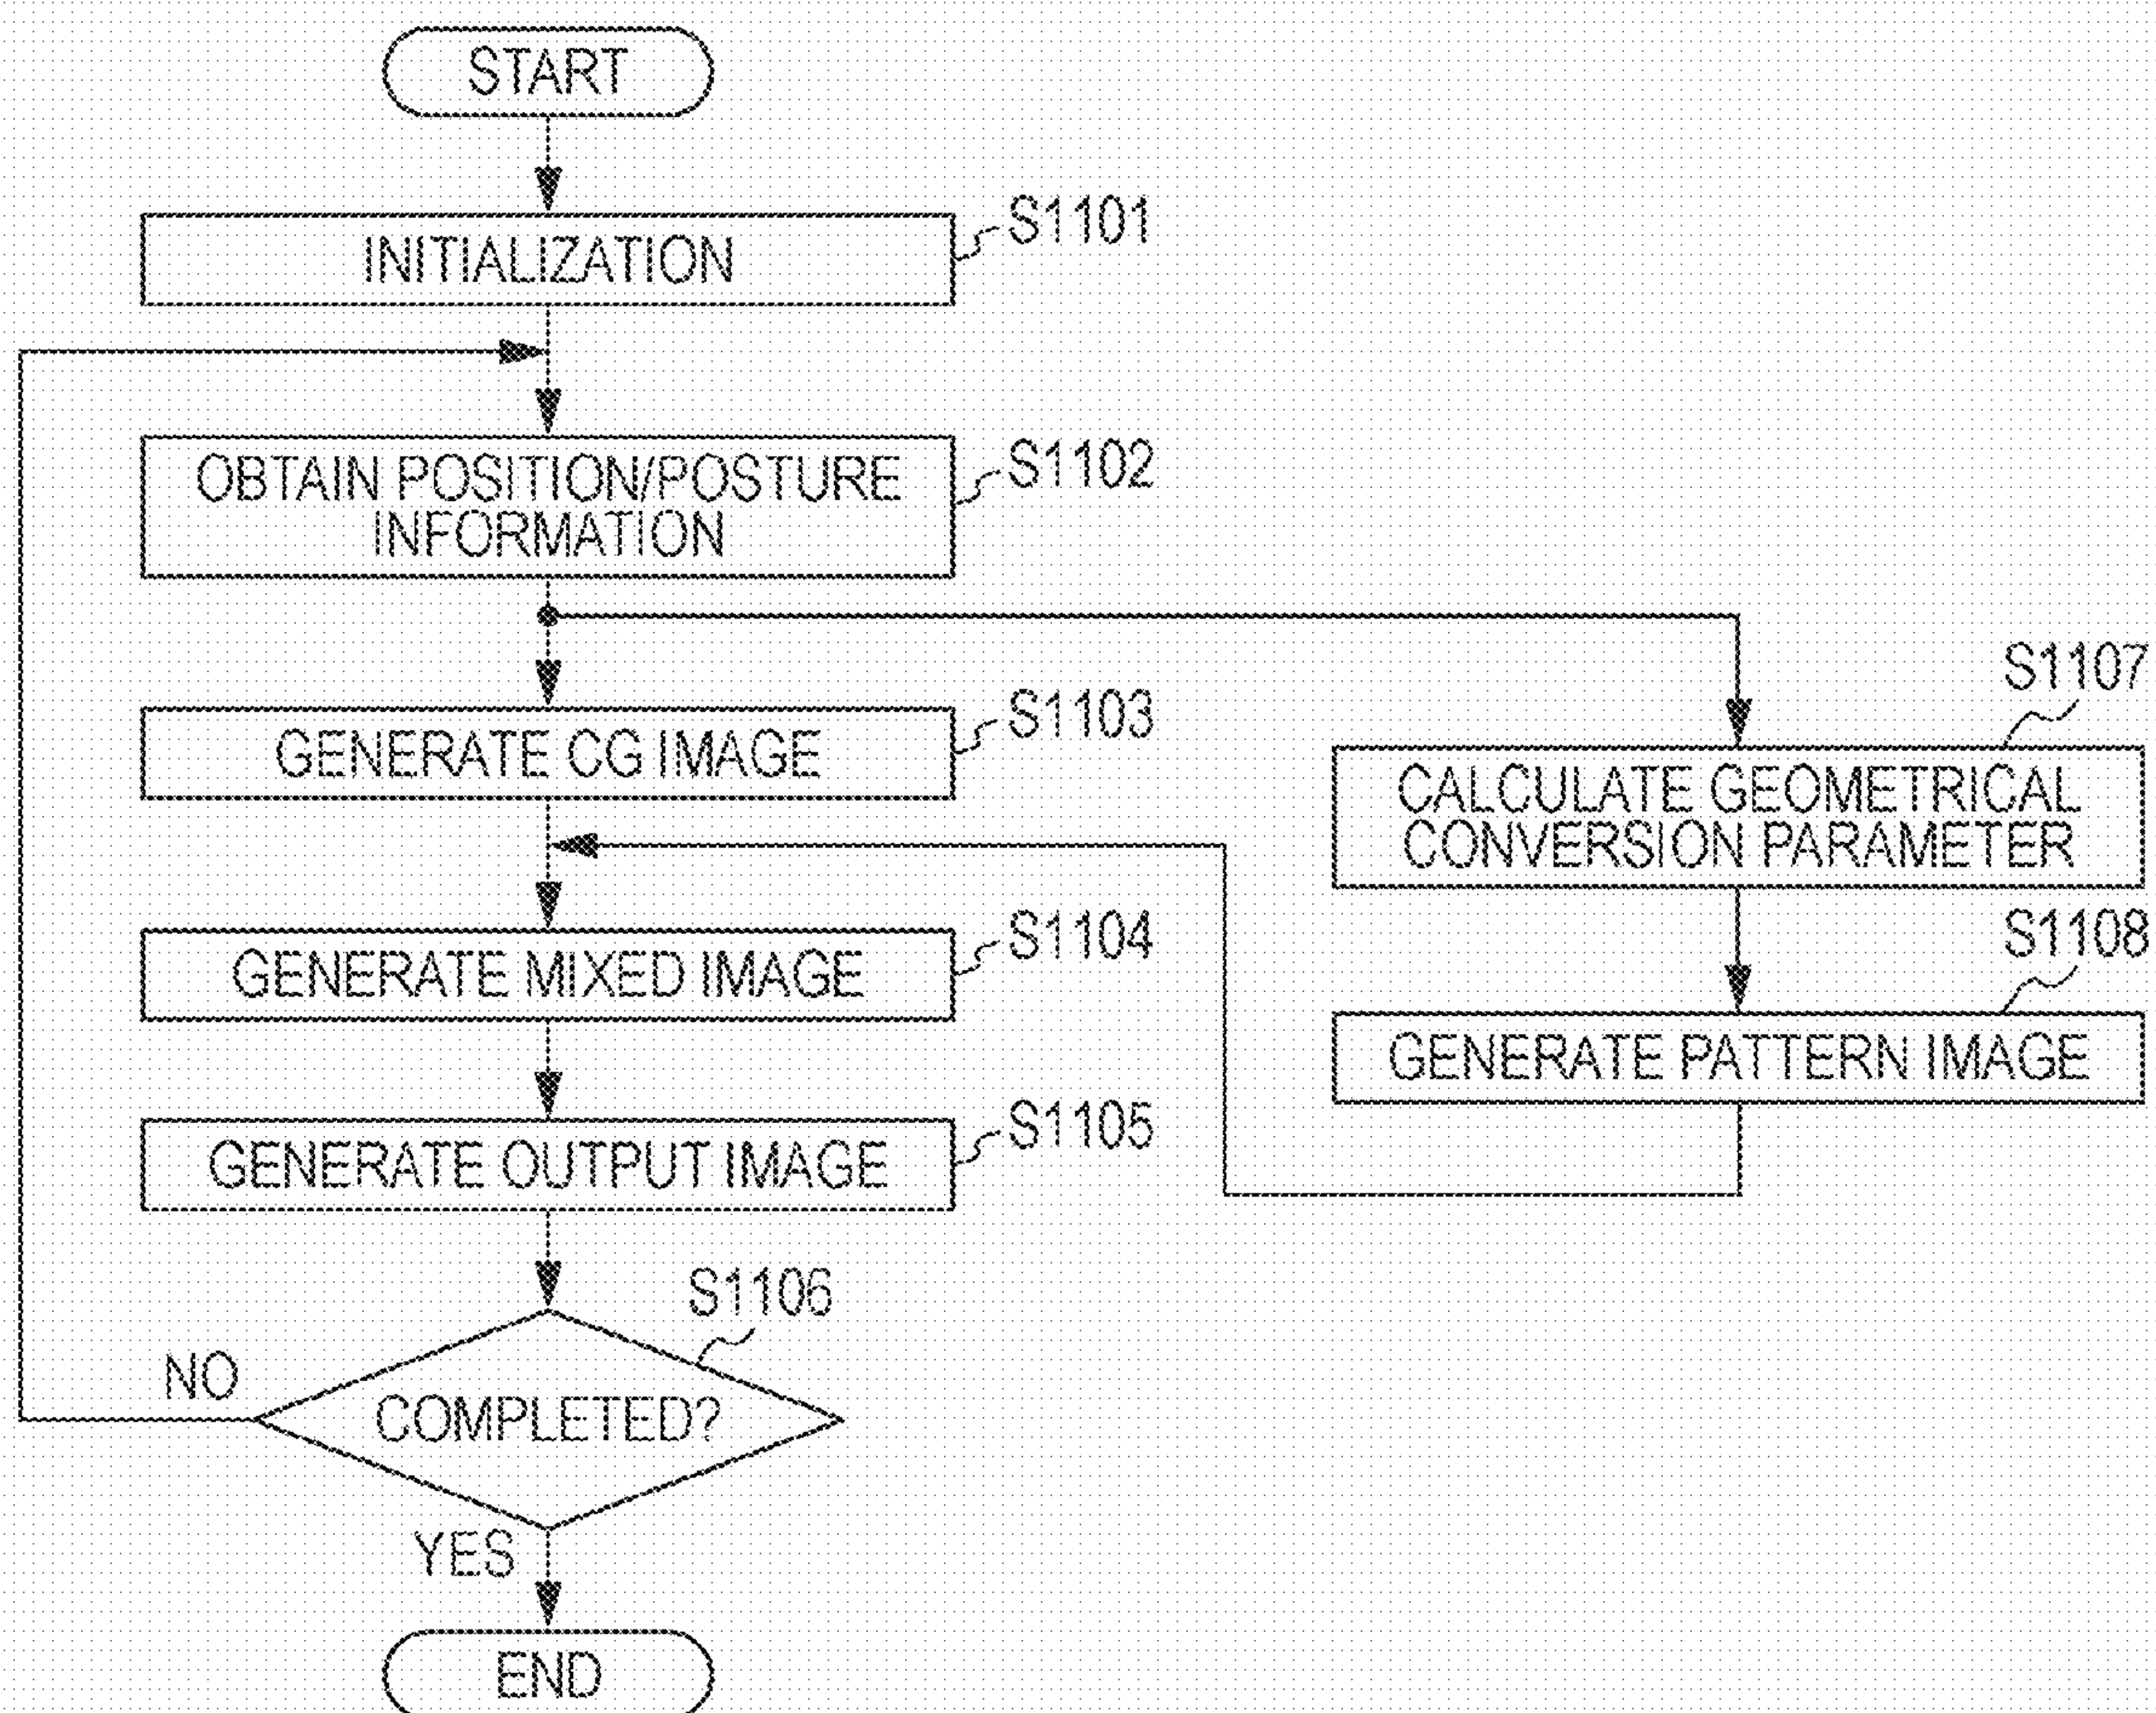 START
INITIALIZATION
S1101
OBTAIN POSITION/POSTURE
INFORMATION
S1102
GENERATE CG IMAGE
S1103
GENERATE MIXED IMAGE
S1104
GENERATE OUTPUT IMAGE
S1105
COMPLETED?
S1106
NO
YES
END
S1107
CALCULATE GEOMETRICAL
CONVERSION PARAMETER
S1108
GENERATE PATTERN IMAGE